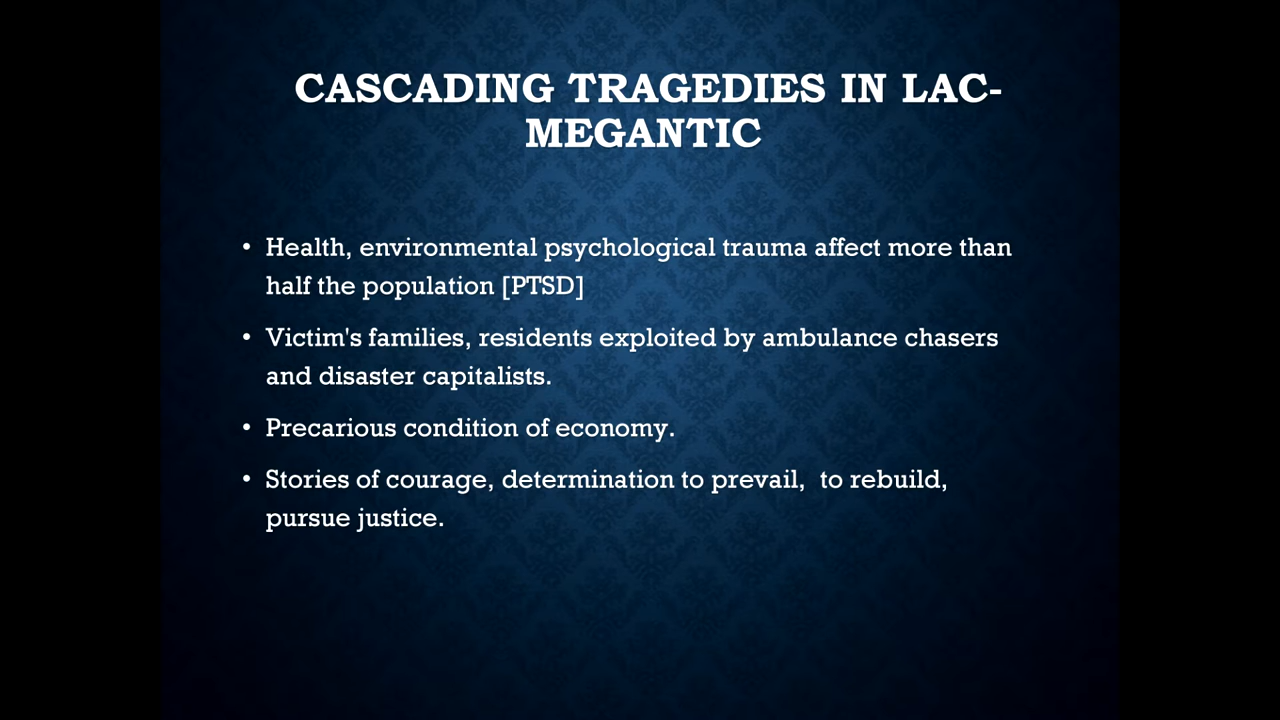 CASCADING TRAGEDIES IN LAC-
MEGANTIC
• Health, environmental psychological trauma affect more than
half the population [PTSD]
• Victim's families, residents exploited by ambulance chasers
and disaster capitalists.
• Precarious condition of economy.
• Stories of courage, determination to prevail,  to rebuild,
pursue justice.